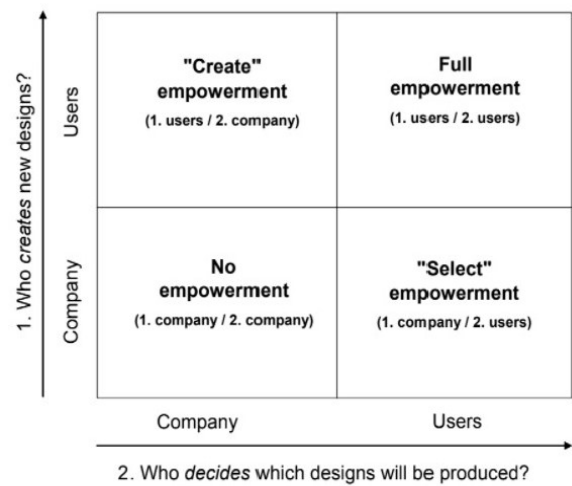 1. Who creates new designs?
Users
Company
"Create"
empowerment
(1. users / 2. company)
Full
empowerment
(1. users / 2. users)
No
empowerment
(1. company / 2. company)
"Select"
empowerment
(1. company / 2. users)
Company
Users
2. Who decides which designs will be produced?